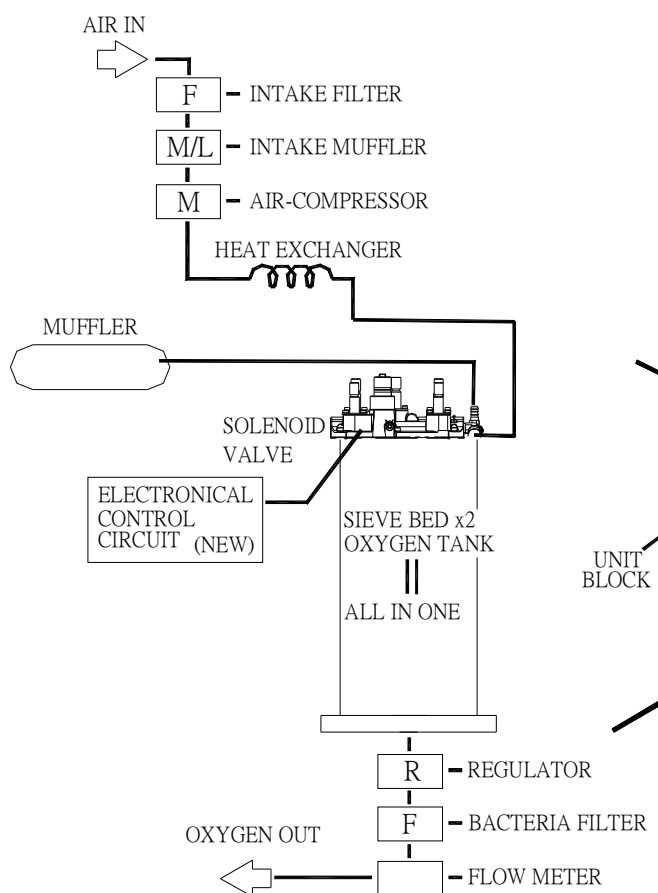 AIR IN
F – INTAKE FILTER
M/L – INTAKE MUFFLER
M – AIR-COMPRESSOR
HEAT EXCHANGER
MUFFLER
SOLENOID
VALVE
ELECTRONICAL
CONTROL
CIRCUIT (NEW)
SIEVE BED x2
OXYGEN TANK
ALL IN ONE
UNIT
BLOCK
R – REGULATOR
F – BACTERIA FILTER
OXYGEN OUT
FLOW METER